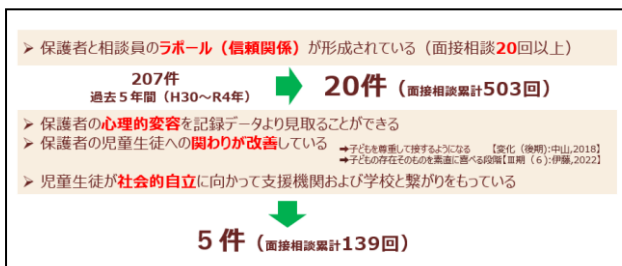 ➢ 保護者と相談員のラポール（信頼関係）が形成されている（面接相談20回以上）
207件
過去５年間（H30～R4年）
20件（面接相談累計503回）
➢ 保護者の心理的変容を記録データより見取ることができる
➢ 保護者の児童生徒への関わりが改善している
➡子どもを尊重して接するようになる 【変化（後期）:中山,2018】
➡子どもの存在そのものを素直に喜べる段階【Ⅲ期（６）:伊藤,2022】
➢ 児童生徒が社会的自立に向かって支援機関および学校と繋がりをもっている
５件（面接相談累計139回）